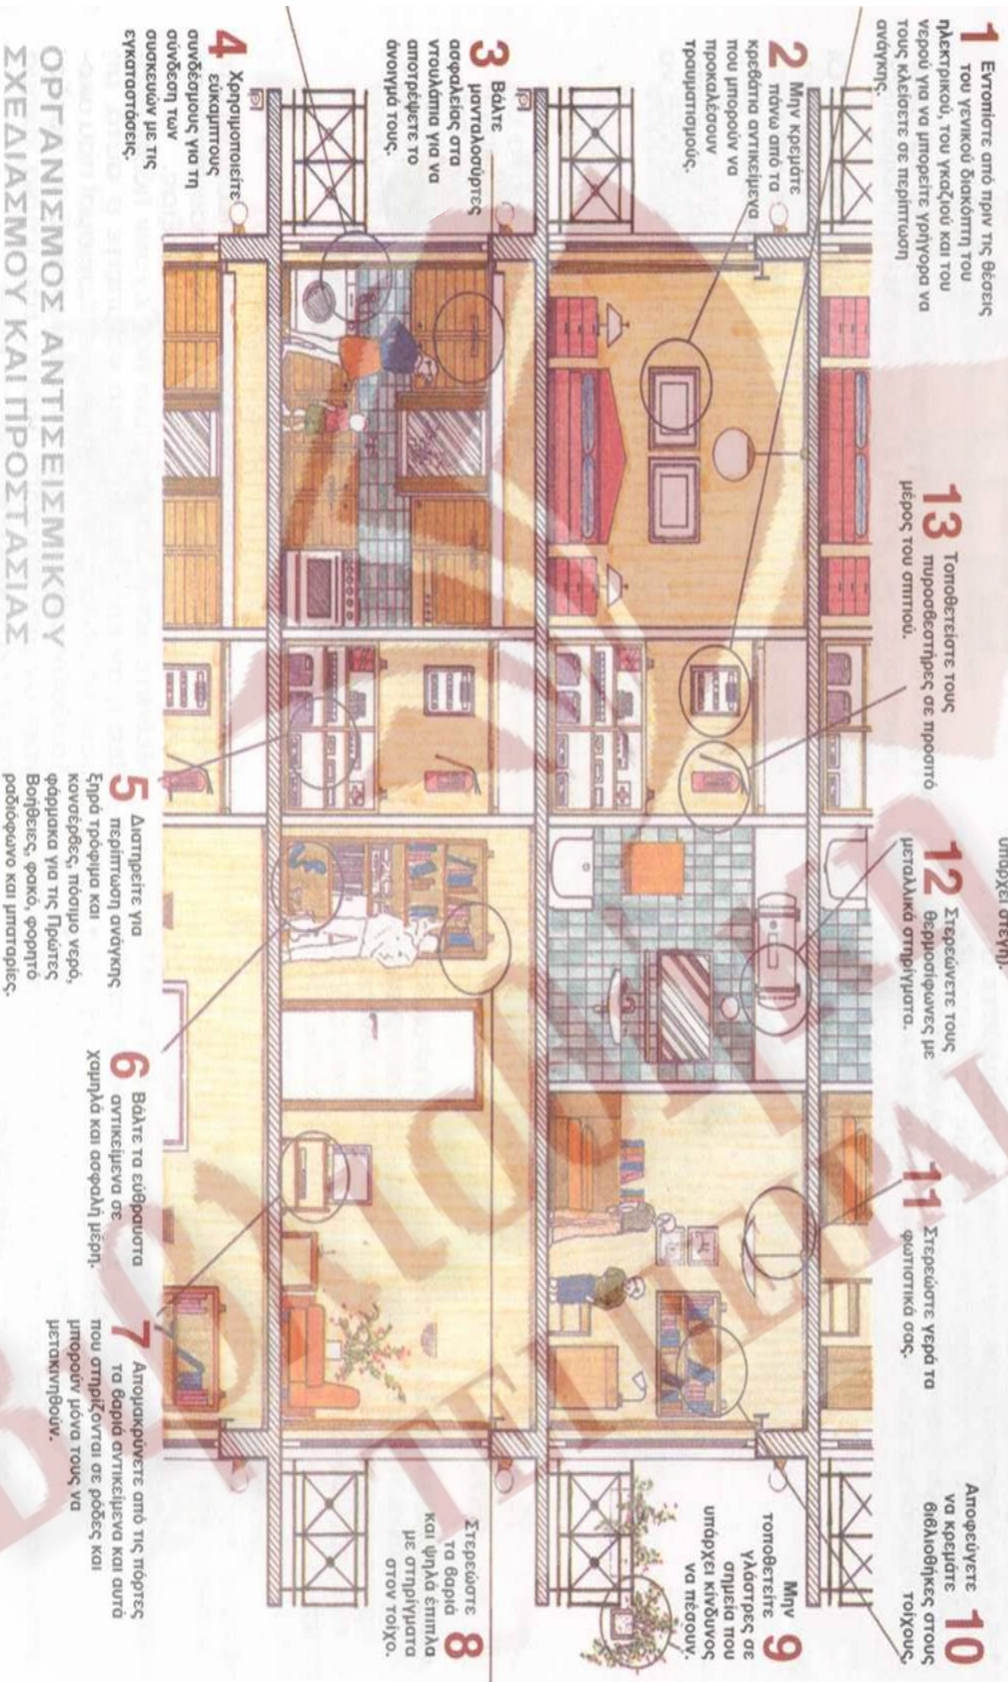 1 Εντοπίστε από πριν τις θέσεις
του γενικού διακόπτη του
ηλεκτρικού, του γκαζιού και του
νερού για να μπορείτε γρήγορα να
τους κλείσετε σε περίπτωση
ανάγκης.
2 Μην κρεμάτε
πάνω από τα
κρεβάτια αντικείμενα
που μπορούν να
προκαλέσουν
τραυματισμούς.
3 Βάλτε
μανταλοσύρτες
ασφαλείας στα
ντουλάπια για να
αποτρέψετε το
άνοιγμά τους.
4 Χρησιμοποιείτε
εύκαμπτους
συνδέσμους για τη
σύνδεση των
συσκευών με τις
εγκαταστάσεις.
5 Διατηρείτε για
περίπτωση ανάγκης
ξηρά τρόφιμα και
κονσέρβες, πόσιμο νερό,
φάρμακα για τις Πρώτες
Βοήθειες, φακό, φορητό
ραδιόφωνο και μπαταρίες.
6 Βάλτε τα εύθραυστα
αντικείμενα σε
χαμηλά και ασφαλή μέρη.
7 Απομακρύνετε από τις πόρτες
τα βαριά αντικείμενα και αυτά
που στηρίζονται σε ρόδες και
μπορούν μόνα τους να
μετακινηθούν.
8 Στερεώστε
τα βαριά
και ψηλά έπιπλα
με στηρίγματα
στον τοίχο.
9 Μην
τοποθετείτε
γλάστρες σε
σημεία που
υπάρχει κίνδυνος
να πέσουν.
10 Αποφεύγετε
να κρεμάτε
βιβλιοθήκες στους
τοίχους.
11 Στερεώστε γερά τα
φωτιστικά σας.
12 Στερεώνετε τους
θερμοσίφωνες με
μεταλλικά στηρίγματα.
13 Τοποθετείστε τους
πυροσβεστήρες σε προσιτό
μέρος του σπιτιού.
υπάρχει στέγη).
ΟΡΓΑΝΙΣΜΟΣ ΑΝΤΙΣΕΙΣΜΙΚΟΥ
ΣΧΕΔΙΑΣΜΟΥ ΚΑΙ ΠΡΟΣΤΑΣΙΑΣ